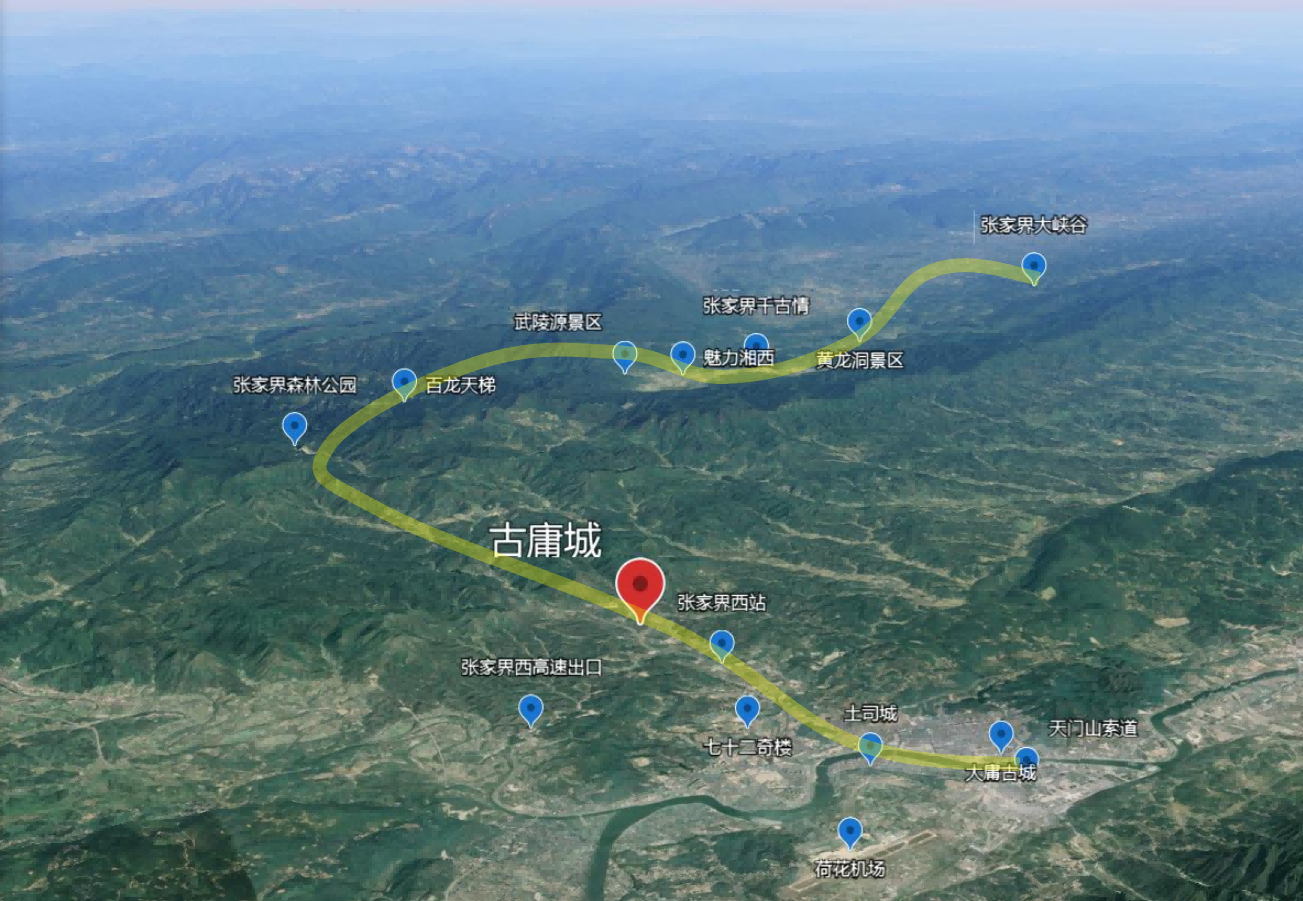 张家界大峡谷
张家界千古情
武陵源景区
魅力湘西
黄龙洞景区
张家界森林公园
百龙天梯
古庸城
张家界西站
张家界西高速出口
土司城
天门山索道
七十二奇楼
大庸古城
荷花机场